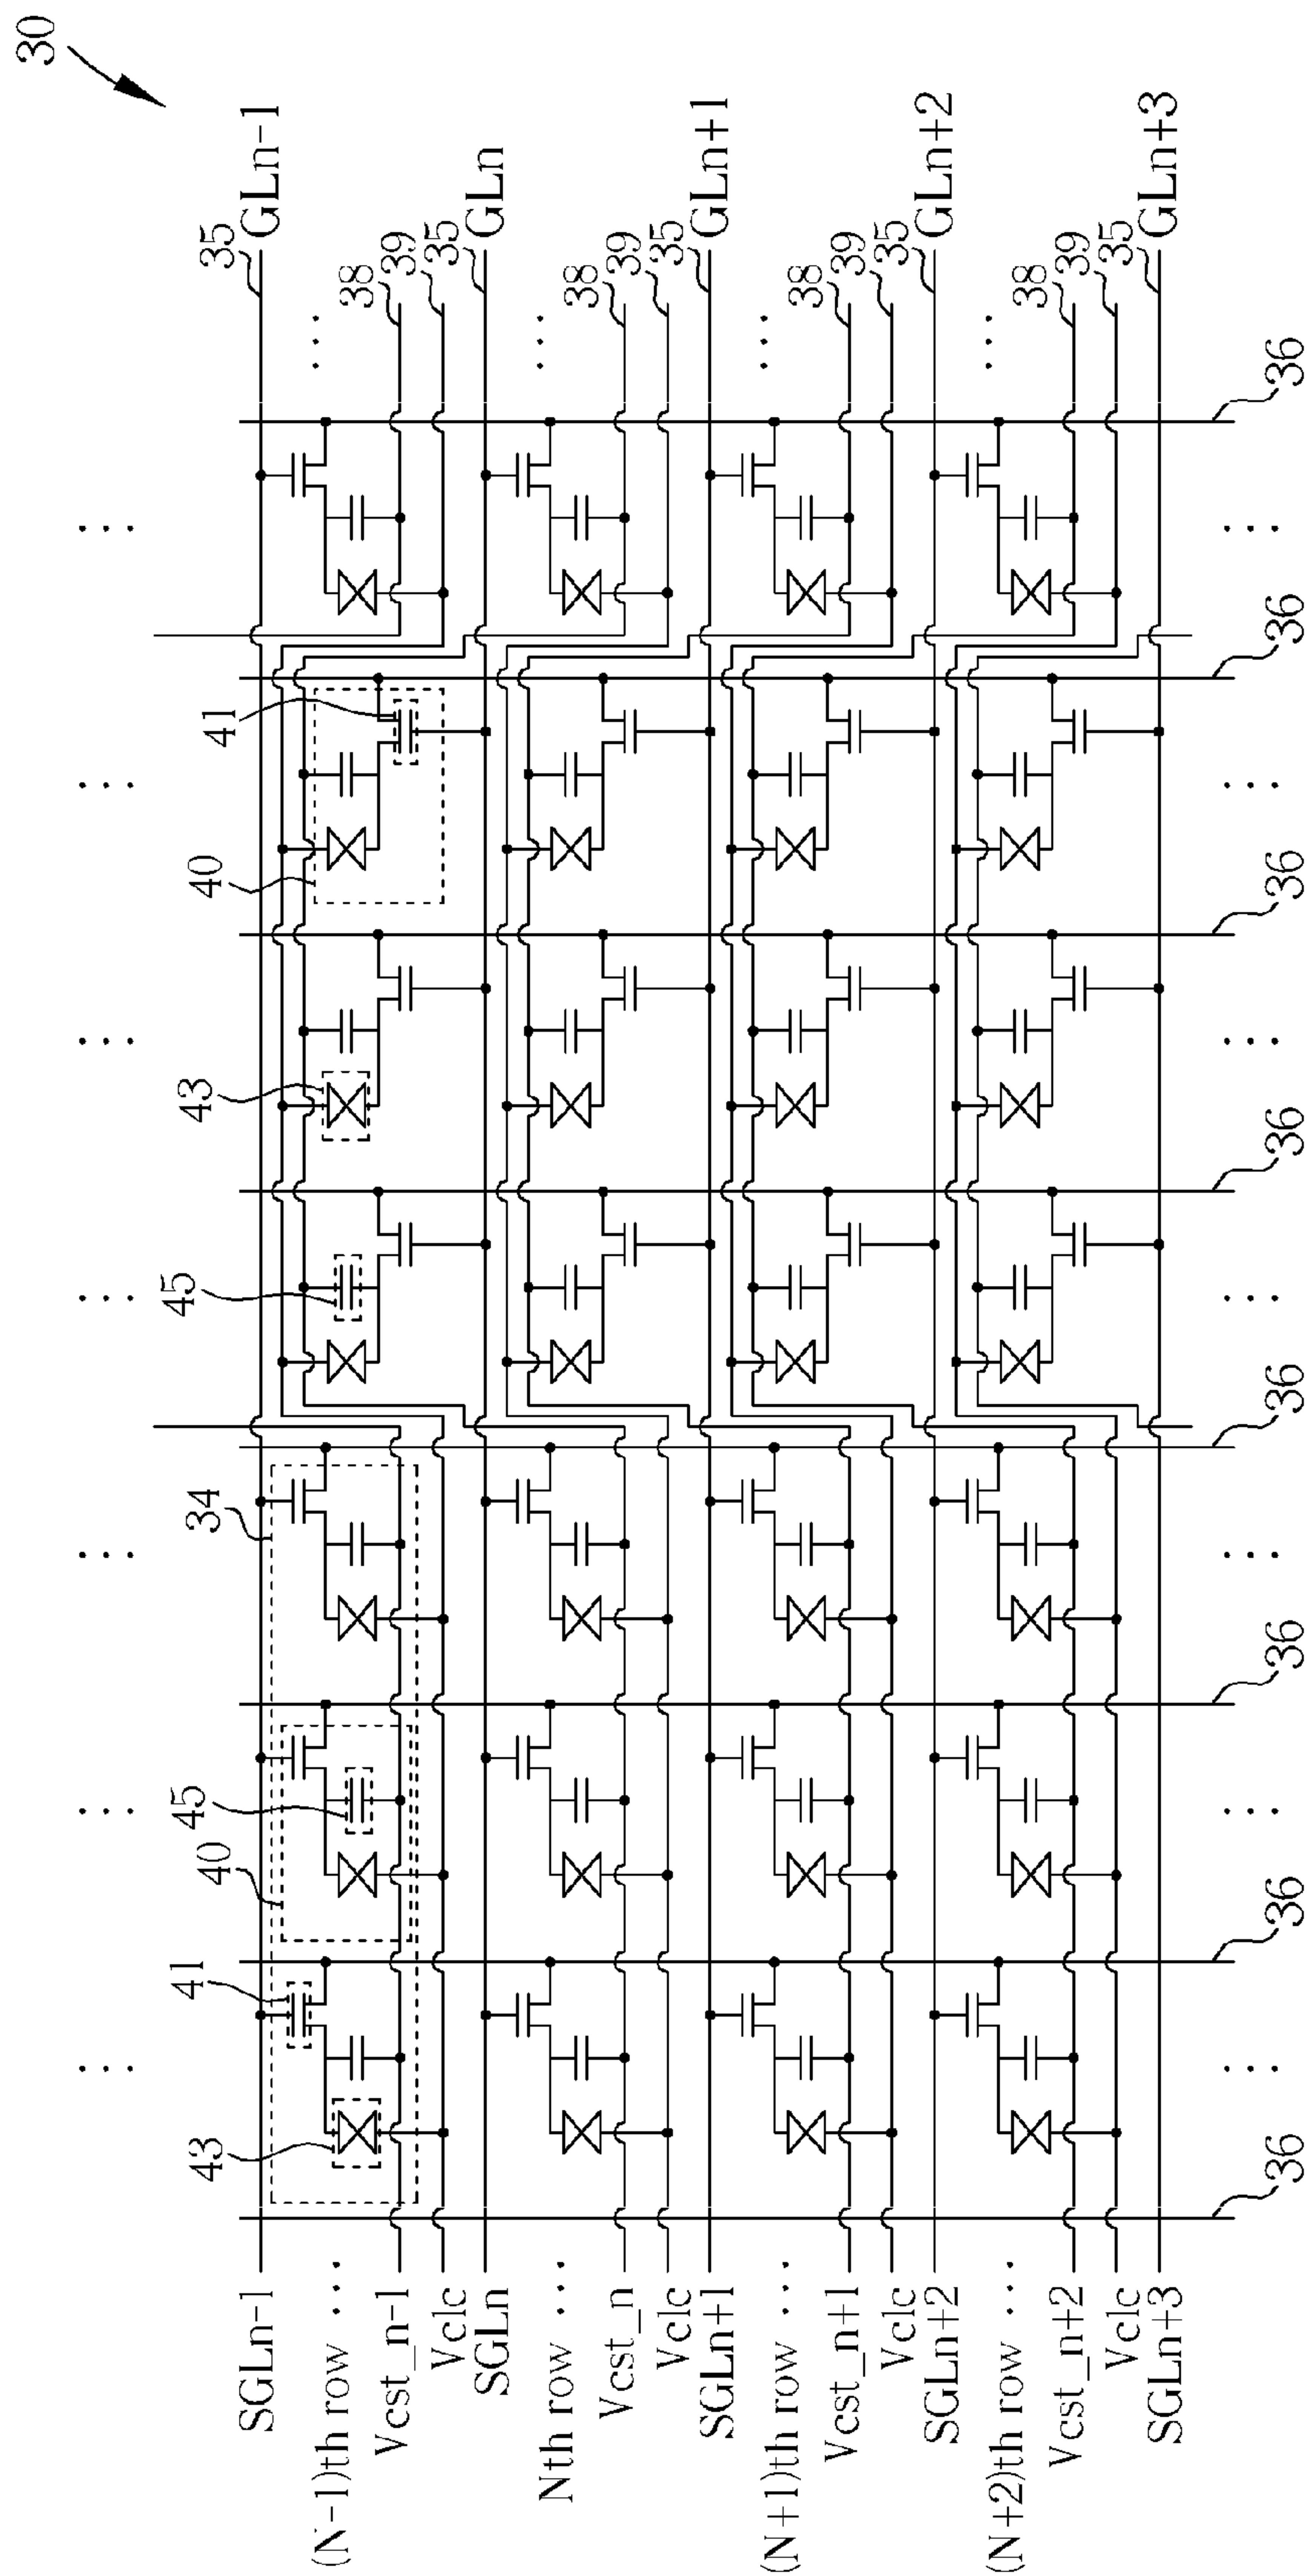 30
GLn-1
GLn
GLn+1
GLn+2
GLn+3
35
38
39
35
38
39
35
38
39
35
38
39
35
36
36
36
36
36
36
36
36
41
40
43
45
34
45
40
41
43
SGLn-1
(N-1)th row ...
Vcst_n-1
Vclc
SGLn
Nth row ...
Vcst_n
Vclc
SGLn+1
(N+1)th row ...
Vcst_n+1
Vclc
SGLn+2
(N+2)th row ...
Vcst_n+2
Vclc
SGLn+3